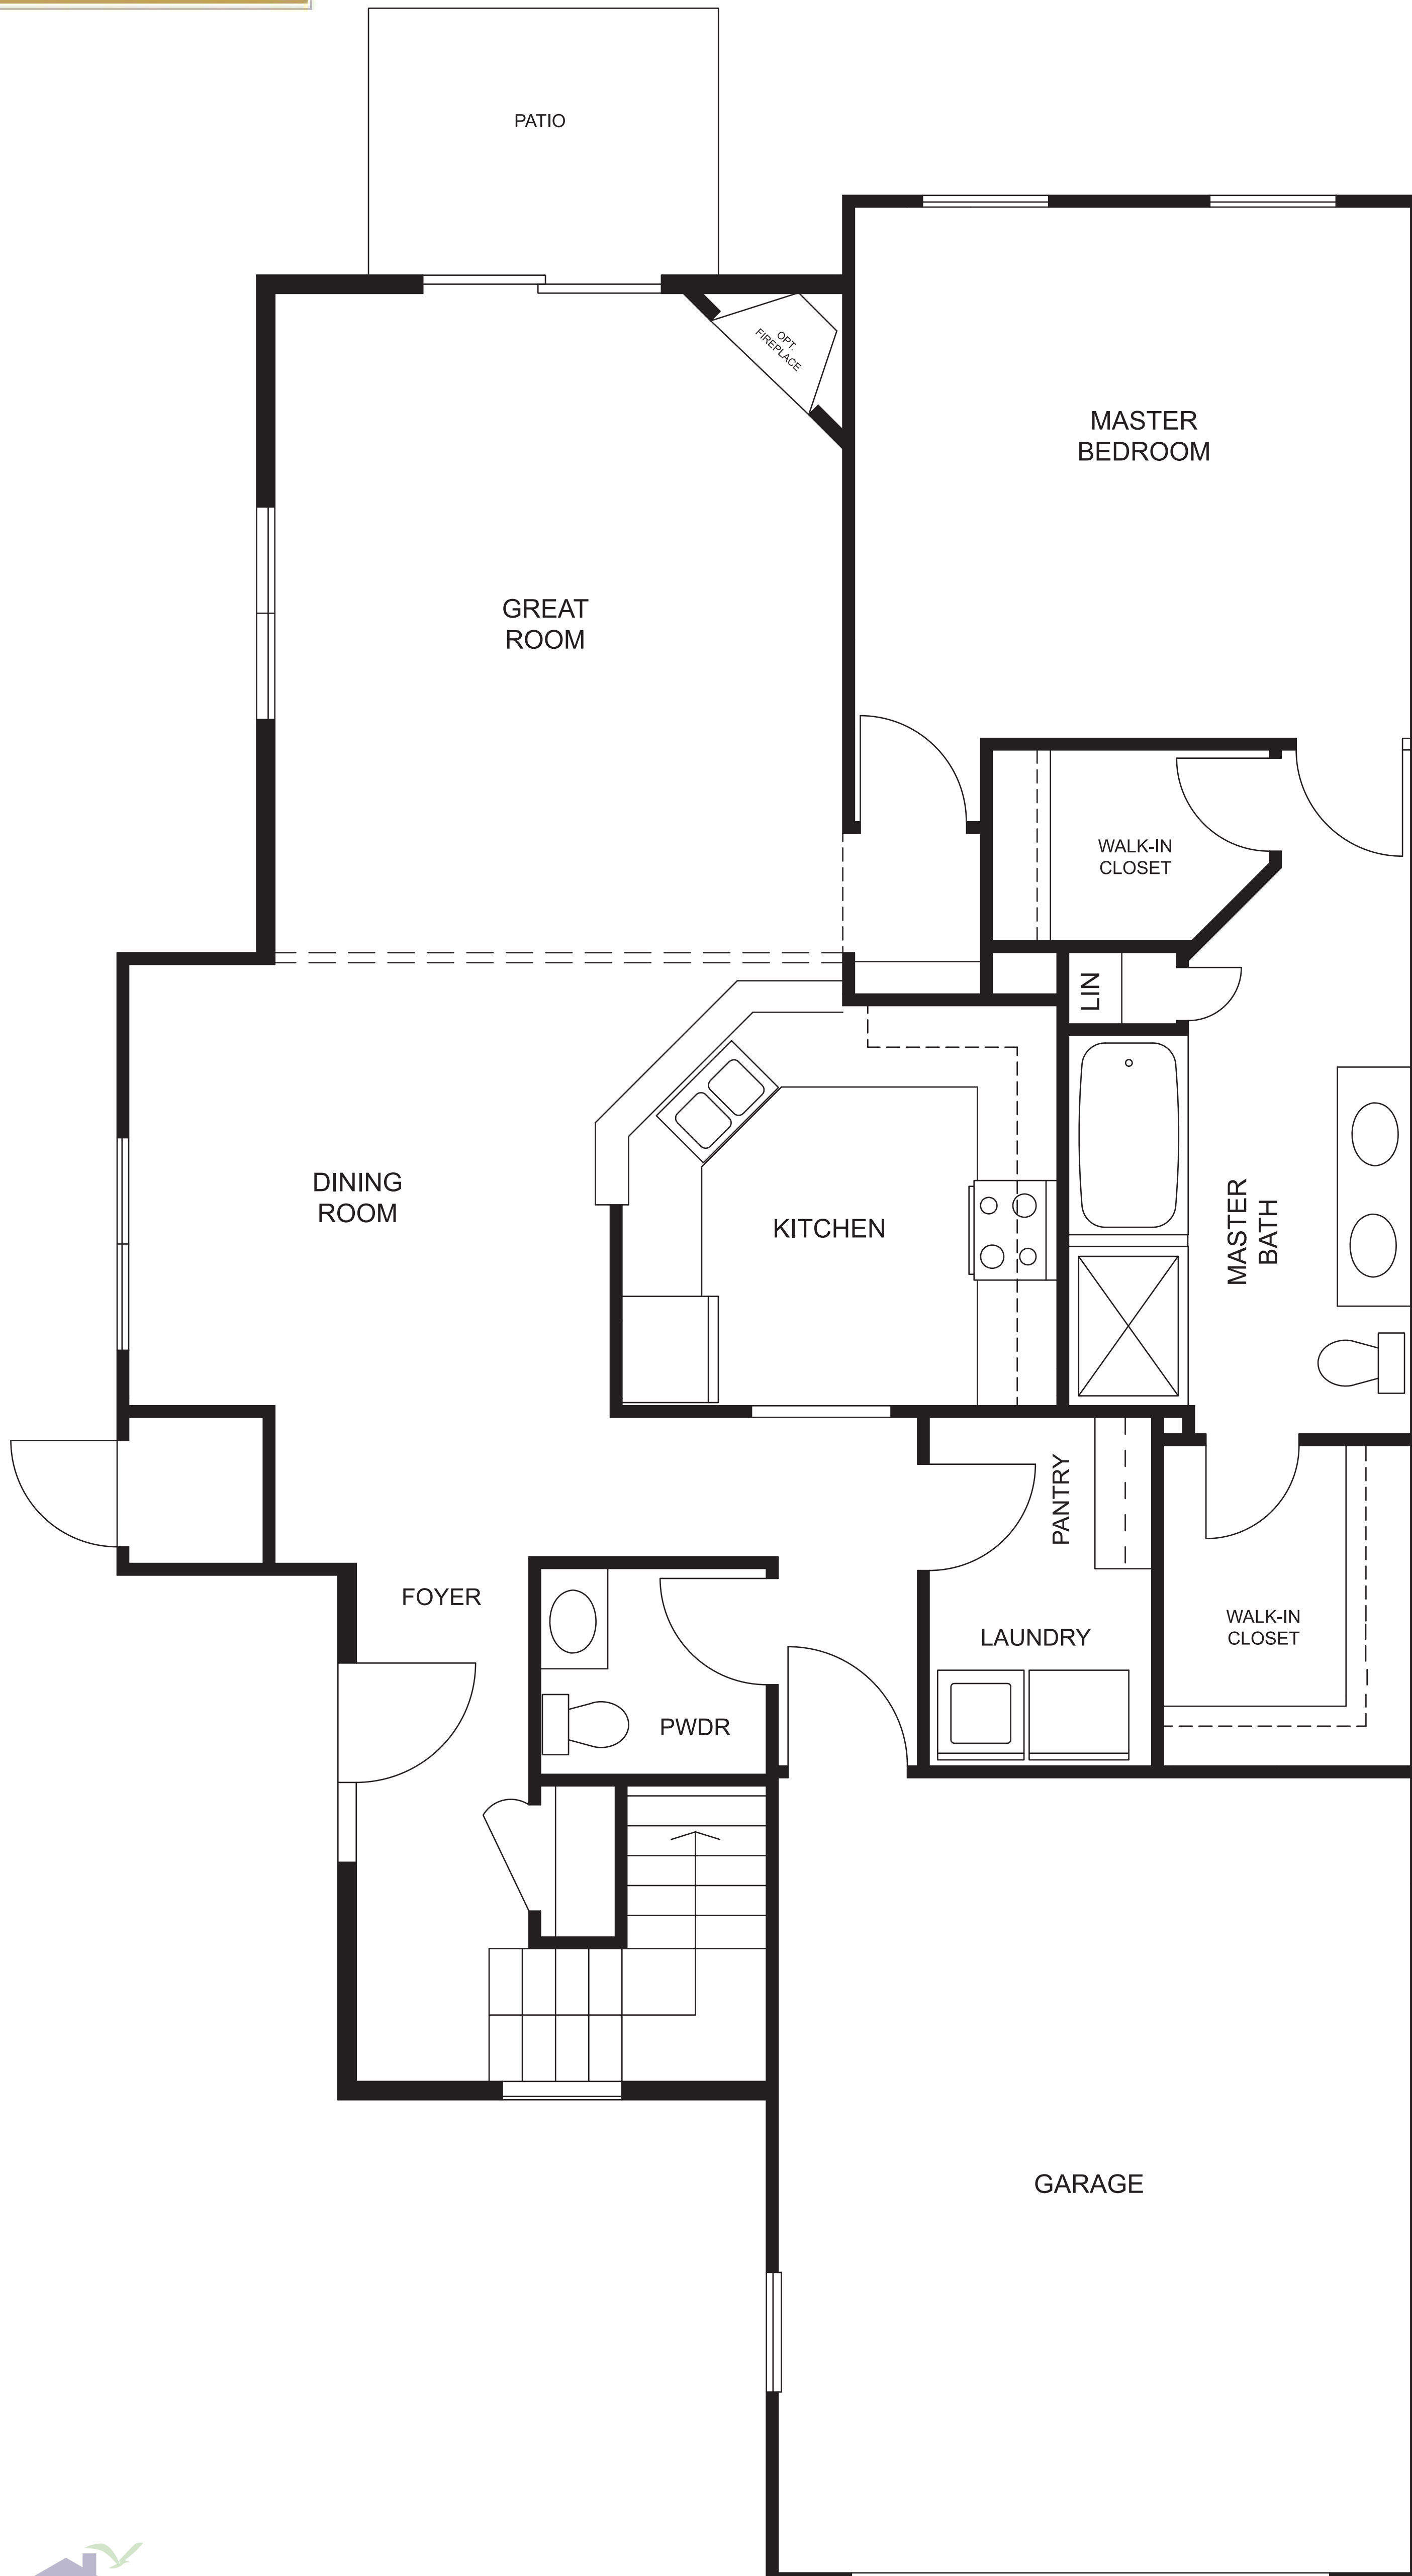 PATIO
OPT.
FIREPLACE
MASTER
BEDROOM
GREAT
ROOM
WALK-IN
CLOSET
LIN
DINING
ROOM
KITCHEN
MASTER
BATH
PANTRY
FOYER
LAUNDRY
WALK-IN
CLOSET
PWDR
GARAGE